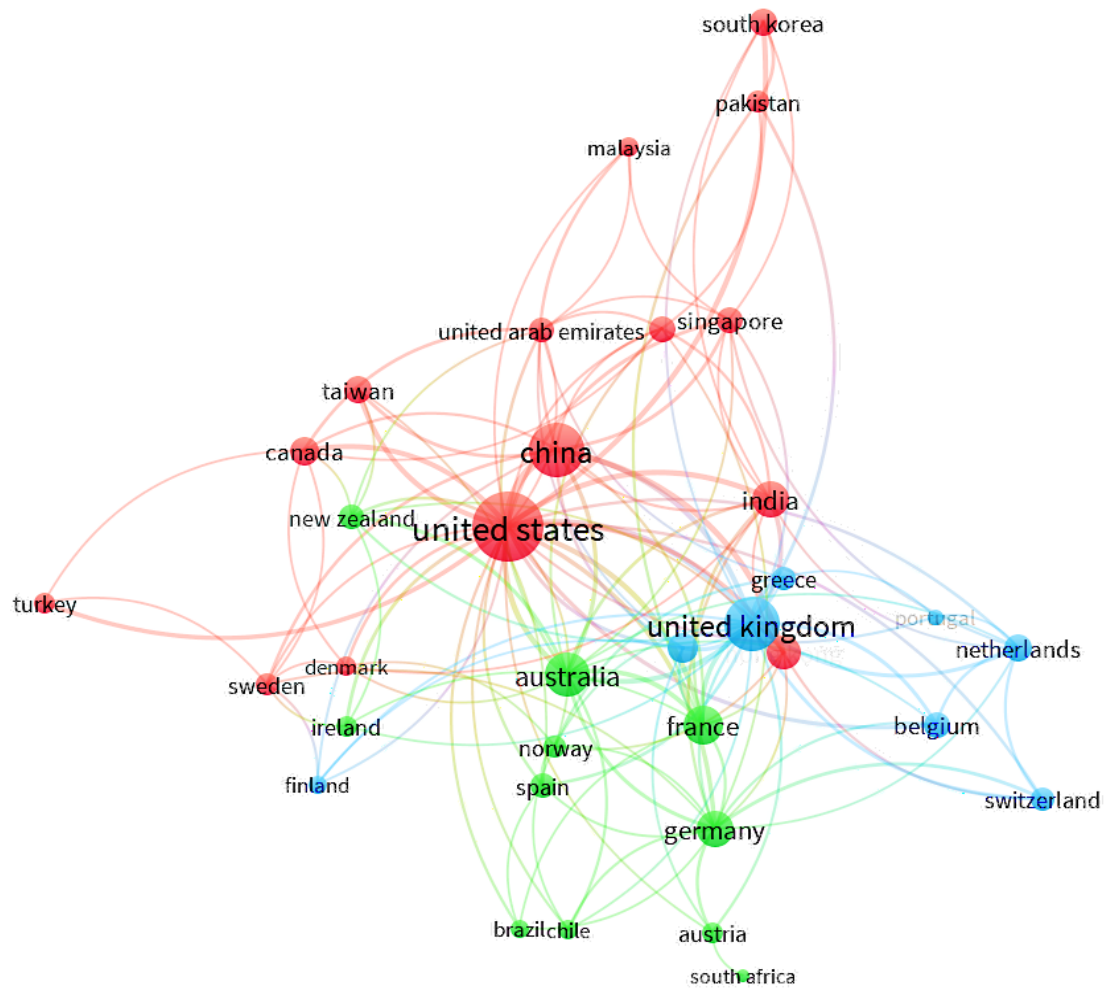 south korea
pakistan
malaysia
united arab emirates
singapore
taiwan
canada
china
india
new zealand
united states
greece
turkey
portugal
united kingdom
netherlands
denmark
sweden
australia
ireland
france
belgium
norway
finland
spain
switzerland
germany
brazil
chile
austria
south africa